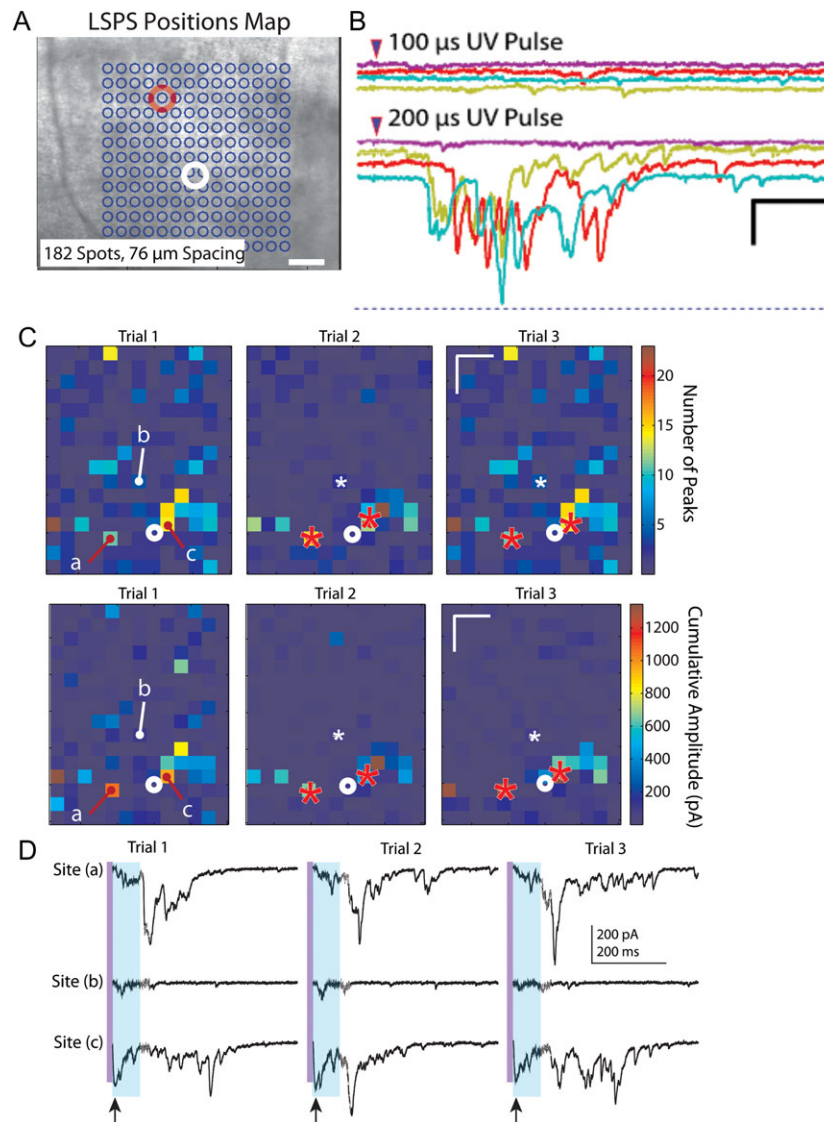 A
LSPS Positions Map
182 Spots, 76 µm Spacing
B
100 µs UV Pulse
200 µs UV Pulse
C
Trial 1
Trial 2
Trial 3
b
a
c
*
*
*
*
*
*
20
15
10
5
Number of Peaks
Trial 1
Trial 2
Trial 3
b
a
c
*
*
*
*
*
*
1200
1000
800
600
400
200
Cumulative Amplitude (pA)
D
Trial 1
Trial 2
Trial 3
Site (a)
200 pA
200 ms
Site (b)
Site (c)